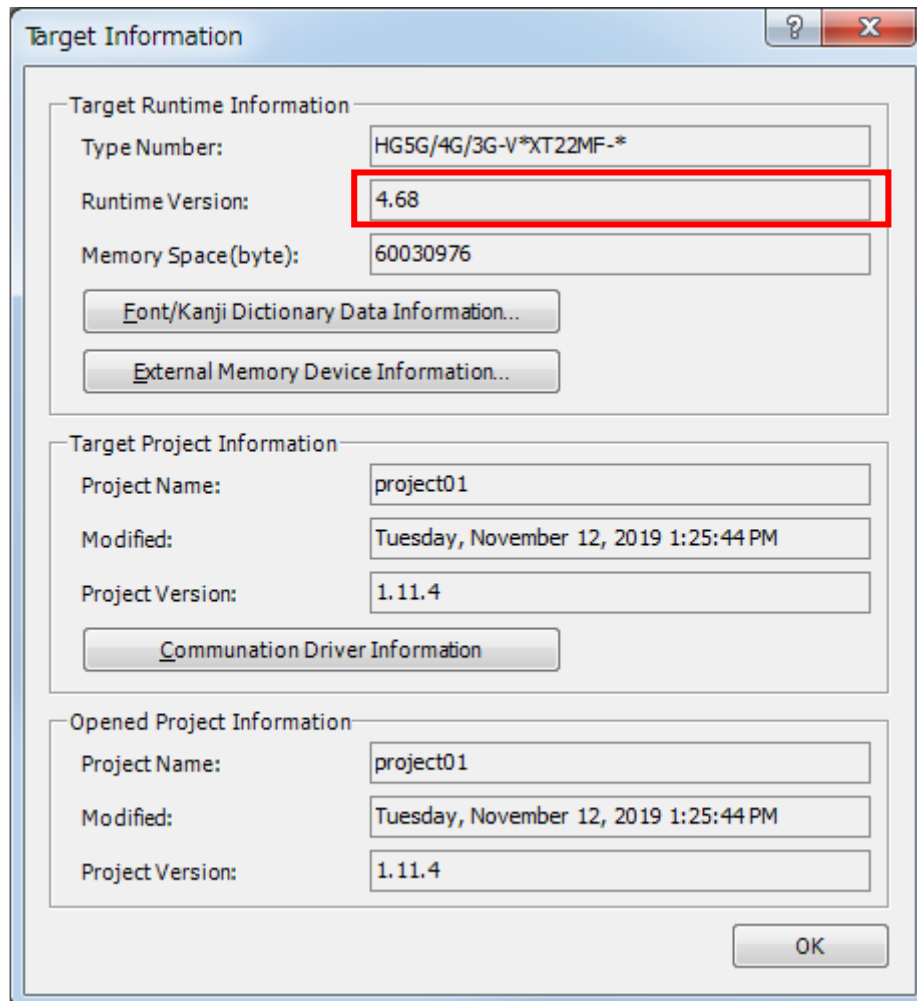 Target Information
Target Runtime Information
Type Number: HG5G/4G/3G-V*XT22MF-*
Runtime Version: 4.68
Memory Space(byte): 60030976
Font/Kanji Dictionary Data Information...
External Memory Device Information...
Target Project Information
Project Name: project01
Modified: Tuesday, November 12, 2019 1:25:44 PM
Project Version: 1.11.4
Communation Driver Information
Opened Project Information
Project Name: project01
Modified: Tuesday, November 12, 2019 1:25:44 PM
Project Version: 1.11.4
OK